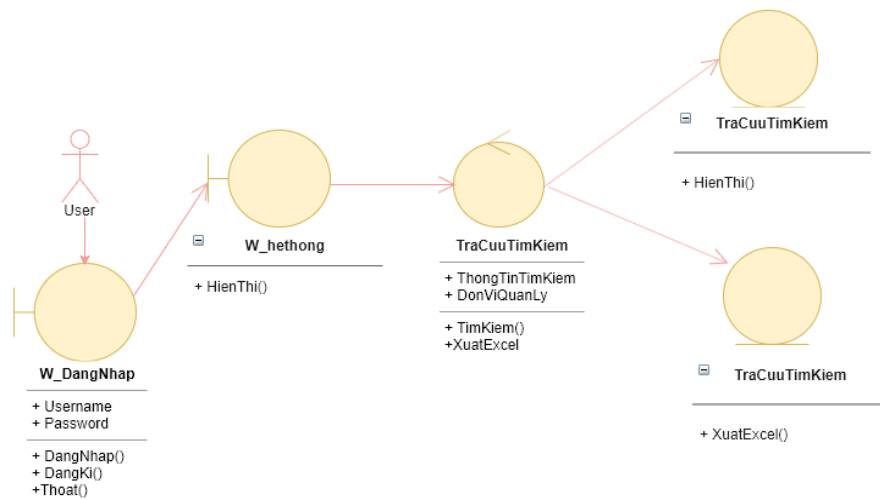 User
W_DangNhap
+ Username
+ Password
+ DangNhap()
+ DangKi()
+Thoat()
W_hethong
+ HienThi()
TraCuuTimKiem
+ ThongTinTimKiem
+ DonViQuanLy
+ TimKiem()
+XuatExcel
TraCuuTimKiem
+ HienThi()
TraCuuTimKiem
+ XuatExcel()